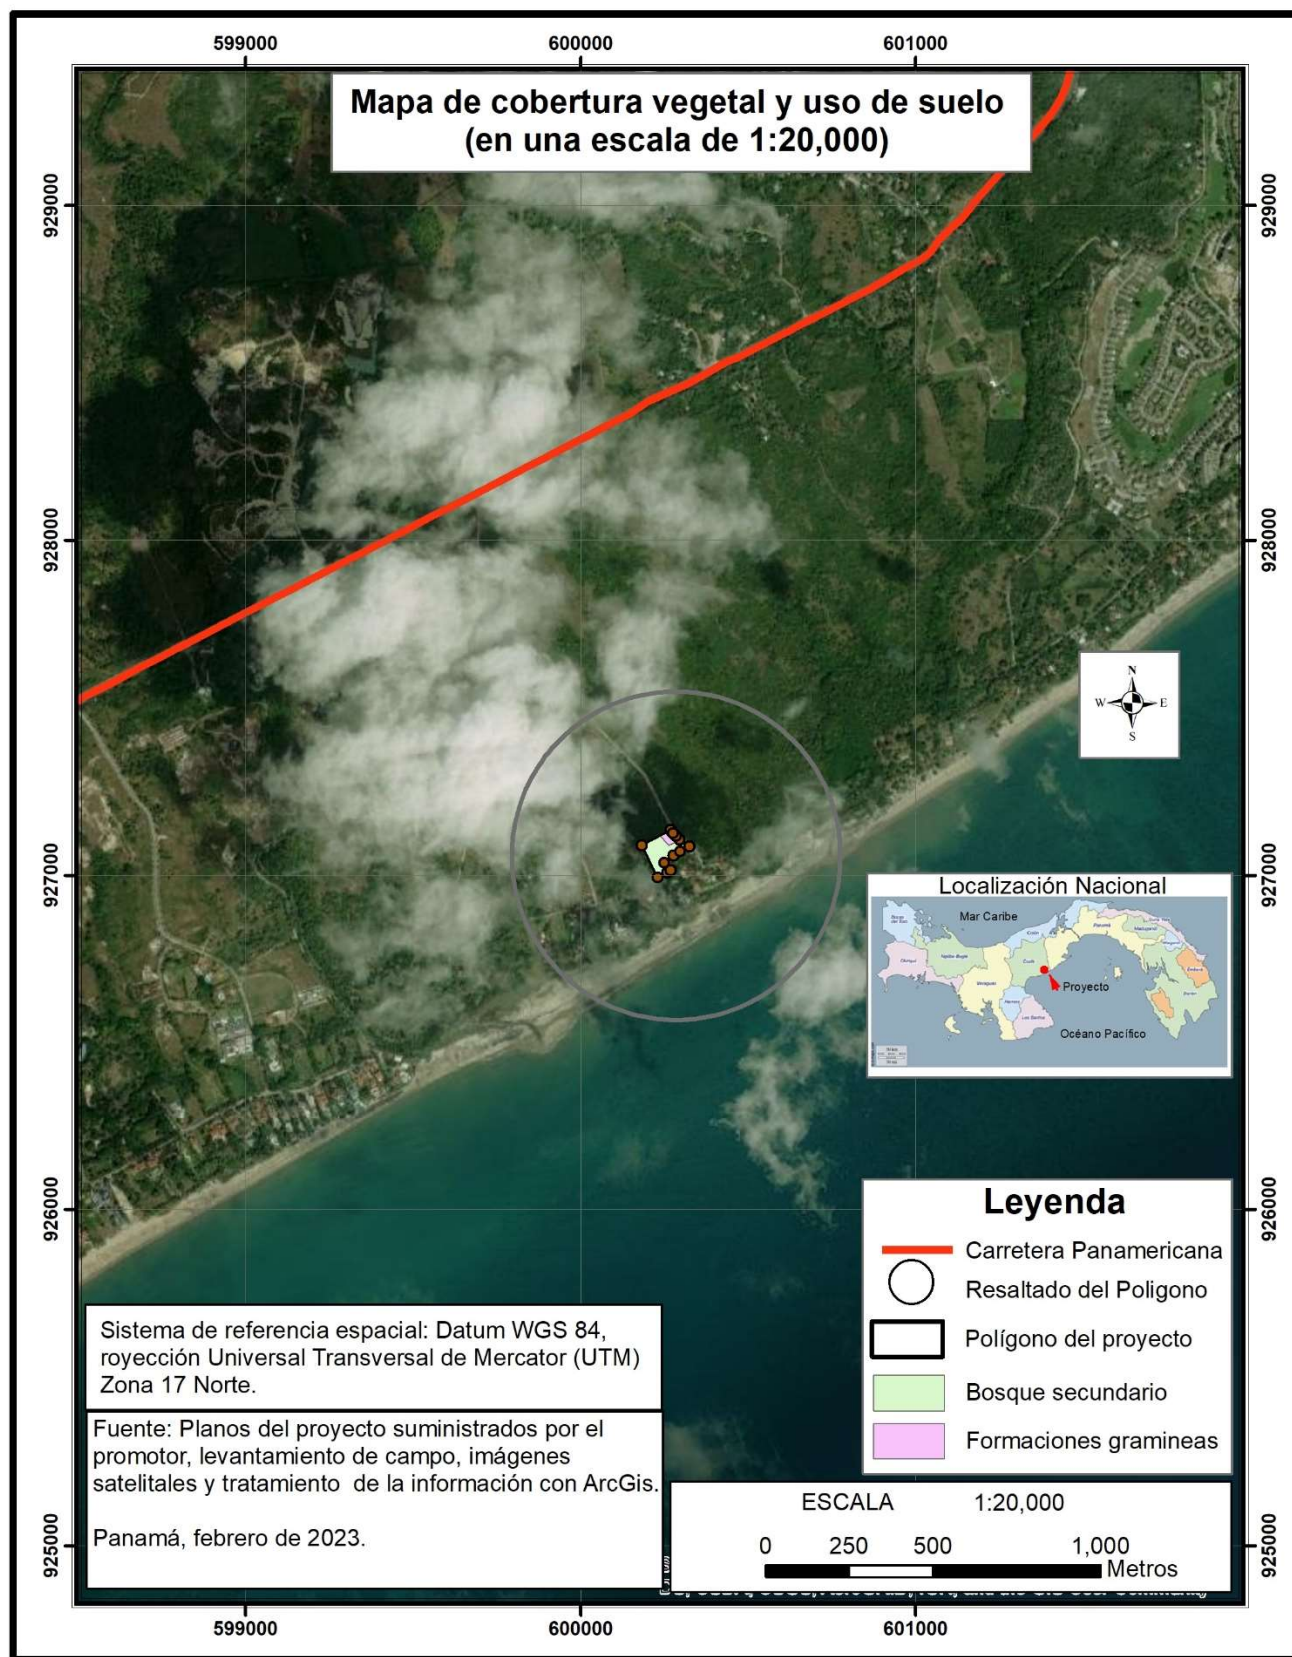 599000
600000
601000
Mapa de cobertura vegetal y uso de suelo
(en una escala de 1:20,000)
929000
929000
928000
928000
N
W
E
S
927000
927000
Localización Nacional
Mar Caribe
Proyecto
Océano Pacífico
926000
926000
Leyenda
Carretera Panamericana
Resaltado del Poligono
Polígono del proyecto
Bosque secundario
Formaciones gramineas
Sistema de referencia espacial: Datum WGS 84,
royección Universal Transversal de Mercator (UTM)
Zona 17 Norte.
Fuente: Planos del proyecto suministrados por el
promotor, levantamiento de campo, imágenes
satelitales y tratamiento de la información con ArcGis.
Panamá, febrero de 2023.
ESCALA 1:20,000
0 250 500 1,000
Metros
925000
925000
599000
600000
601000